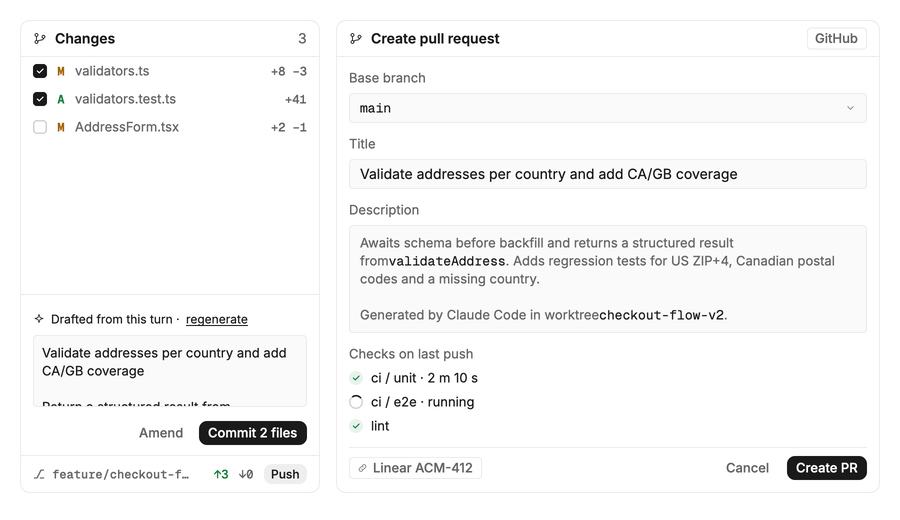 Changes 3
M validators.ts +8 −3
A validators.test.ts +41
M AddressForm.tsx +2 −1
Drafted from this turn · regenerate
Validate addresses per country and add
CA/GB coverage
Return a structured result from
Amend Commit 2 files
feature/checkout-f… ↑3 ↓0 Push
Create pull request GitHub
Base branch
main
Title
Validate addresses per country and add CA/GB coverage
Description
Awaits schema before backfill and returns a structured result
fromvalidateAddress. Adds regression tests for US ZIP+4, Canadian postal
codes and a missing country.
Generated by Claude Code in worktreecheckout-flow-v2.
Checks on last push
ci / unit · 2 m 10 s
ci / e2e · running
lint
Linear ACM-412 Cancel Create PR